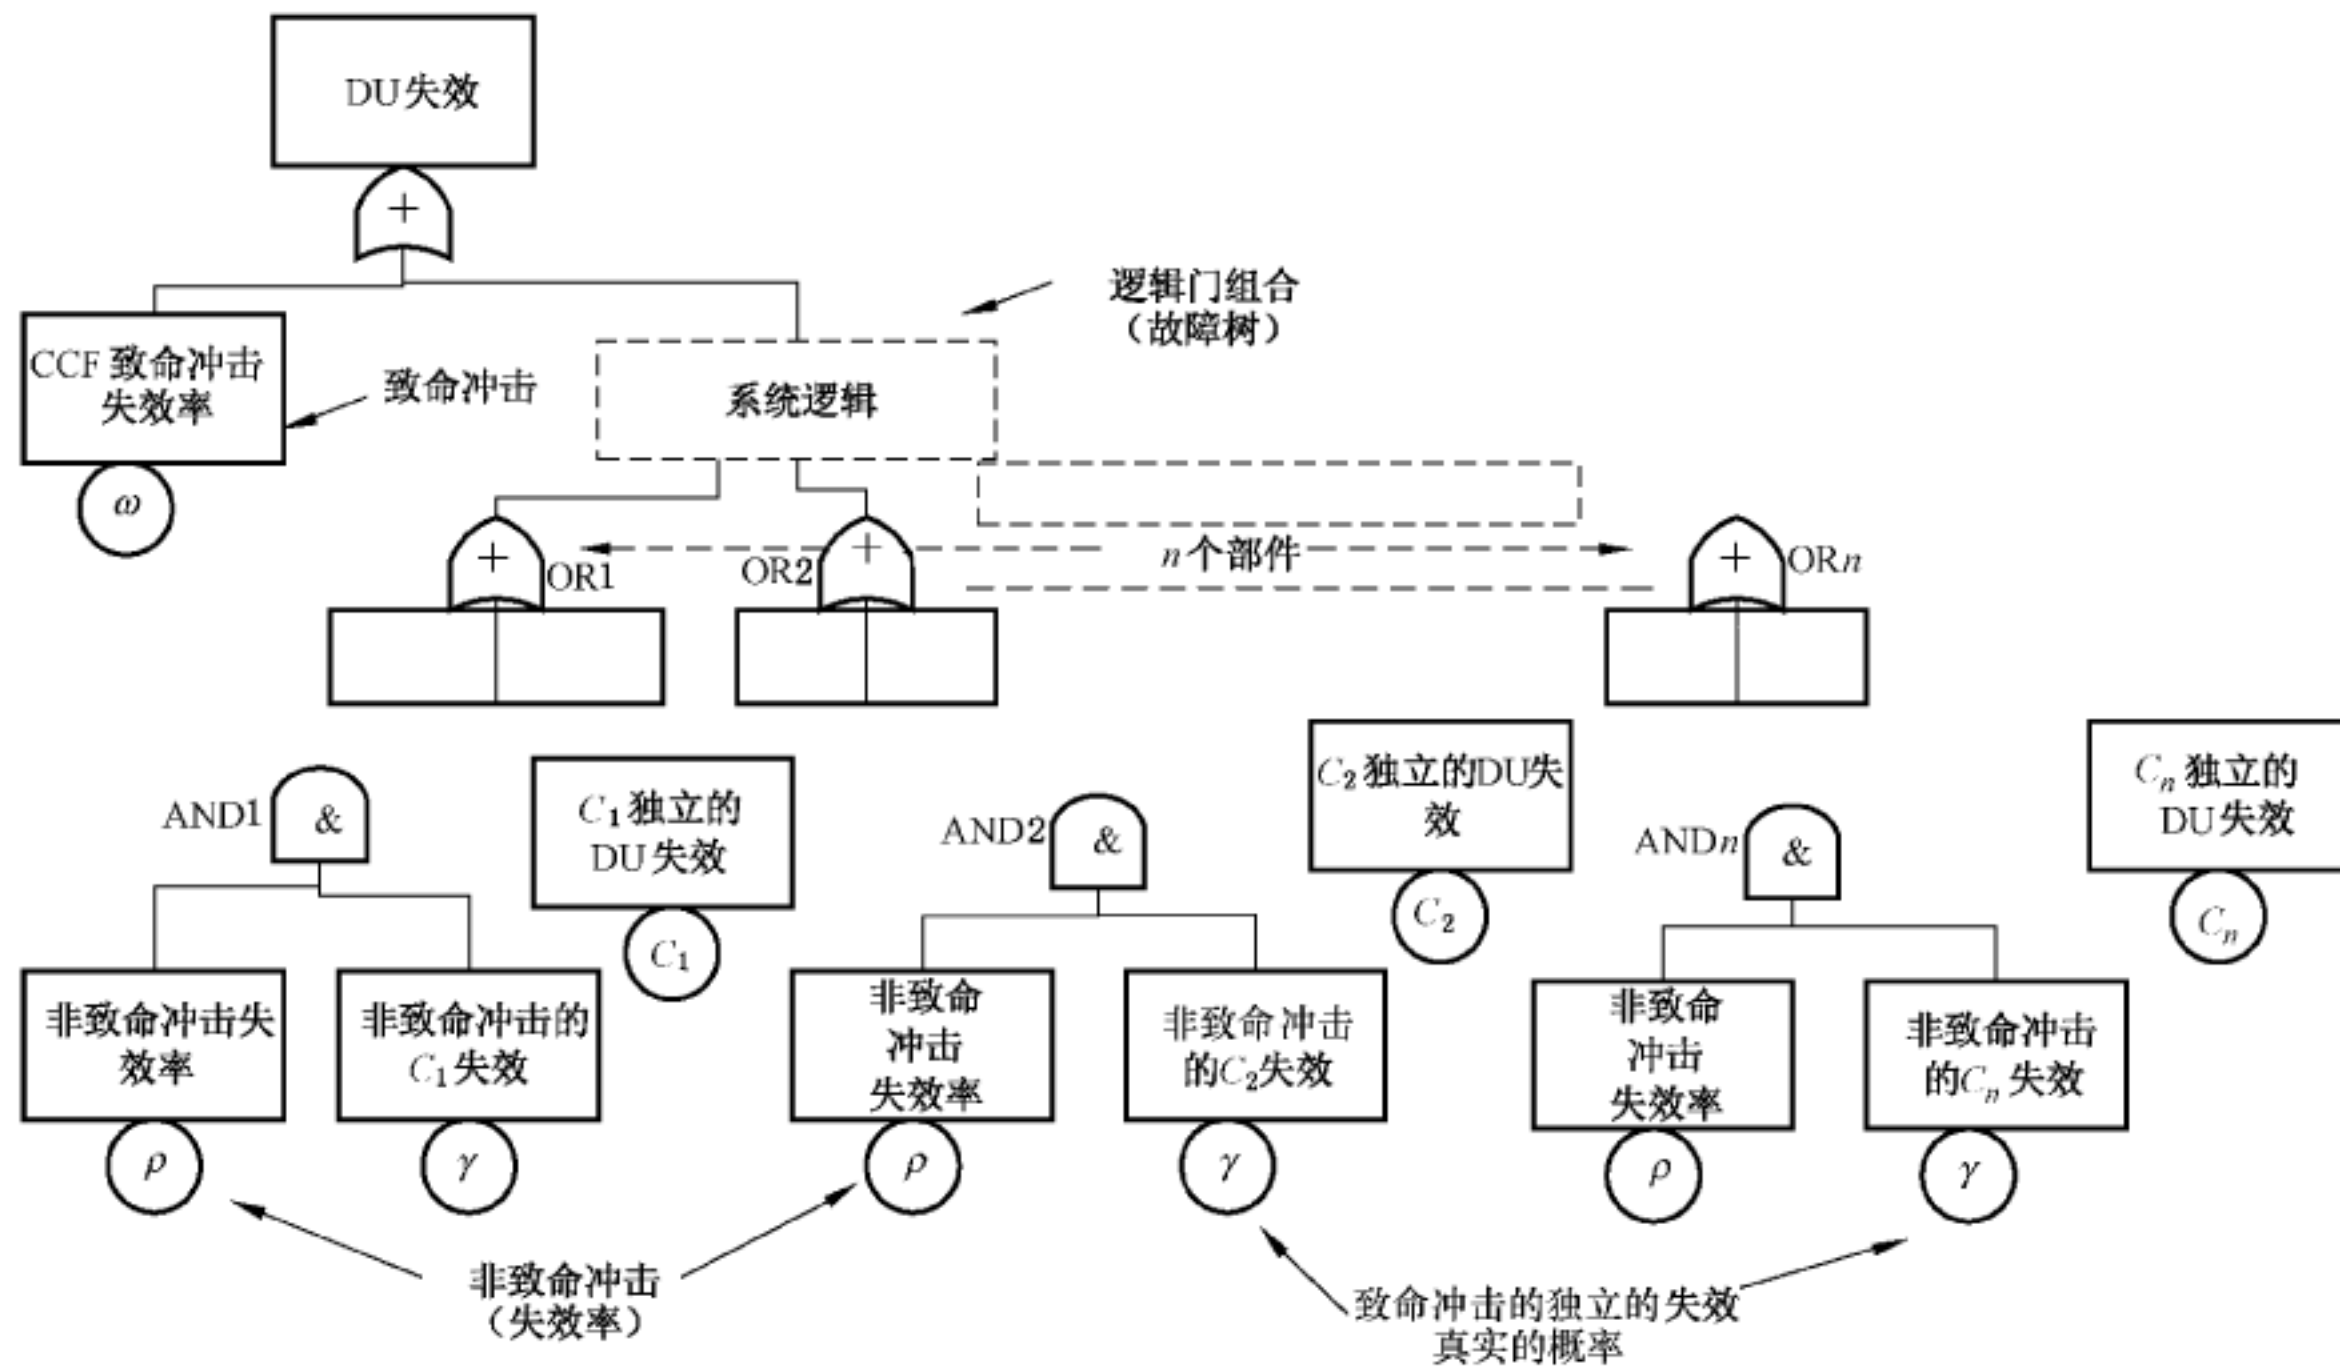 DU失效
+
逻辑门组合
（故障树）
CCF 致命冲击
失效率
致命冲击
系统逻辑
ω
+
OR1
OR2
+
n个部件
+
ORn
AND1
&
C1独立的
DU失效
C1
AND2
&
C2独立的DU失
效
C2
ANDn
&
Cn独立的
DU失效
Cn
非致命冲击失
效率
非致命冲击的
C1失效
非致命
冲击
失效率
非致命冲击
的C2失效
非致命
冲击
失效率
非致命冲击
的Cn失效
ρ
γ
ρ
γ
ρ
γ
非致命冲击
（失效率）
致命冲击的独立的失效
真实的概率